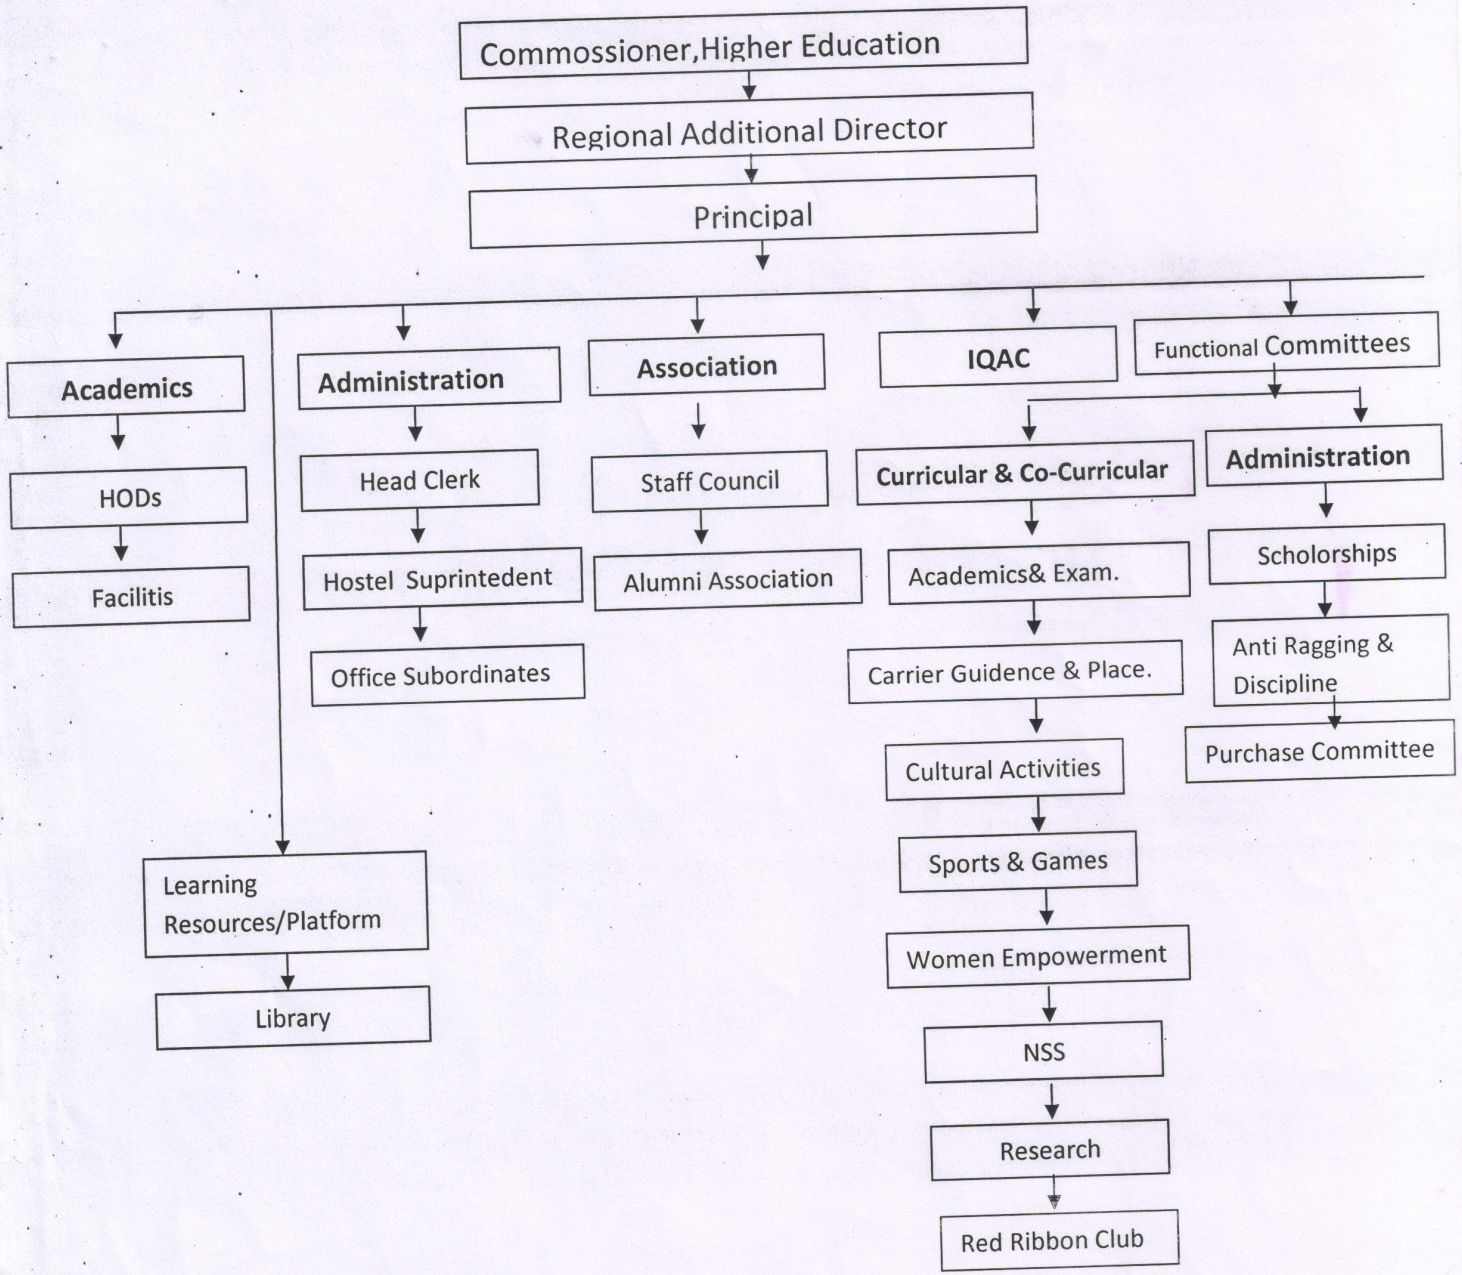 Commossioner,Higher Education
Regional Additional Director
Principal
Academics
HODs
Facilitis
Administration
Head Clerk
Hostel Suprintedent
Office Subordinates
Association
Staff Council
Alumni Association
IQAC
Functional Committees
Curricular & Co-Curricular
Academics& Exam.
Carrier Guidence & Place.
Cultural Activities
Sports & Games
Women Empowerment
NSS
Research
Red Ribbon Club
Administration
Scholorships
Anti Ragging &
Discipline
Purchase Committee
Learning
Resources/Platform
Library